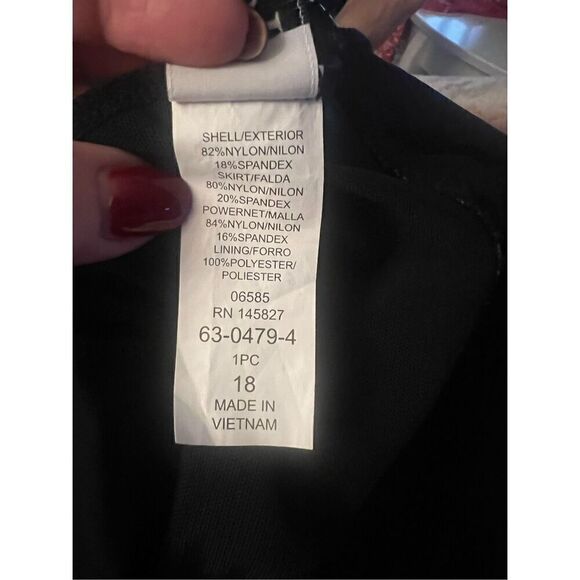 SHELL/EXTERIOR
82%NYLON/NILON
18%SPANDEX
SKIRT/FALDA
80%NYLON/NILON
20%SPANDEX
POWERNET/MALLA
84%NYLON/NILON
16%SPANDEX
LINING/FORRO
100%POLYESTER/
POLIESTER
06585
RN 145827
63-0479-4
1PC
18
MADE IN
VIETNAM